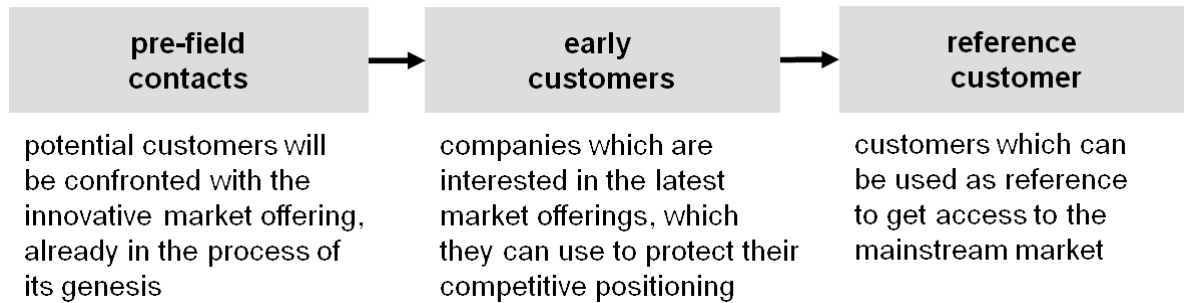 pre-field
contacts
early
customers
reference
customer
potential customers will
be confronted with the
innovative market offering,
already in the process of
its genesis
companies which are
interested in the latest
market offerings, which
they can use to protect their
competitive positioning
customers which can
be used as reference
to get access to the
mainstream market